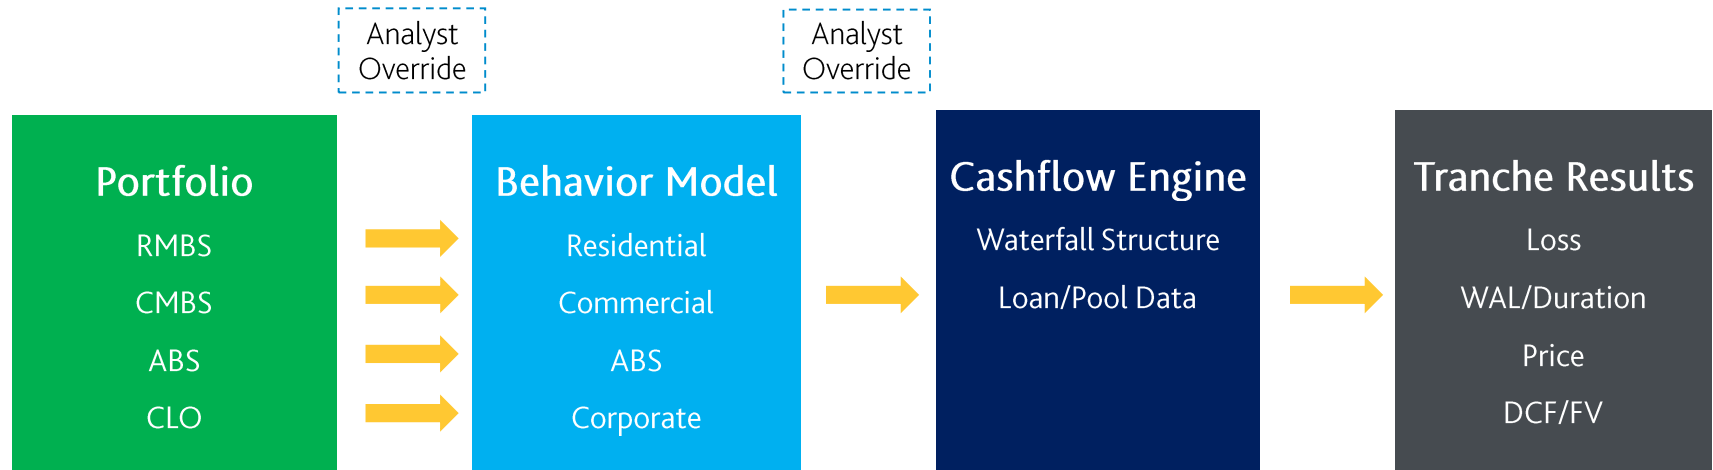 Analyst
Override
Analyst
Override
Portfolio
RMBS
CMBS
ABS
CLO
Behavior Model
Residential
Commercial
ABS
Corporate
Cashflow Engine
Waterfall Structure
Loan/Pool Data
Tranche Results
Loss
WAL/Duration
Price
DCF/FV